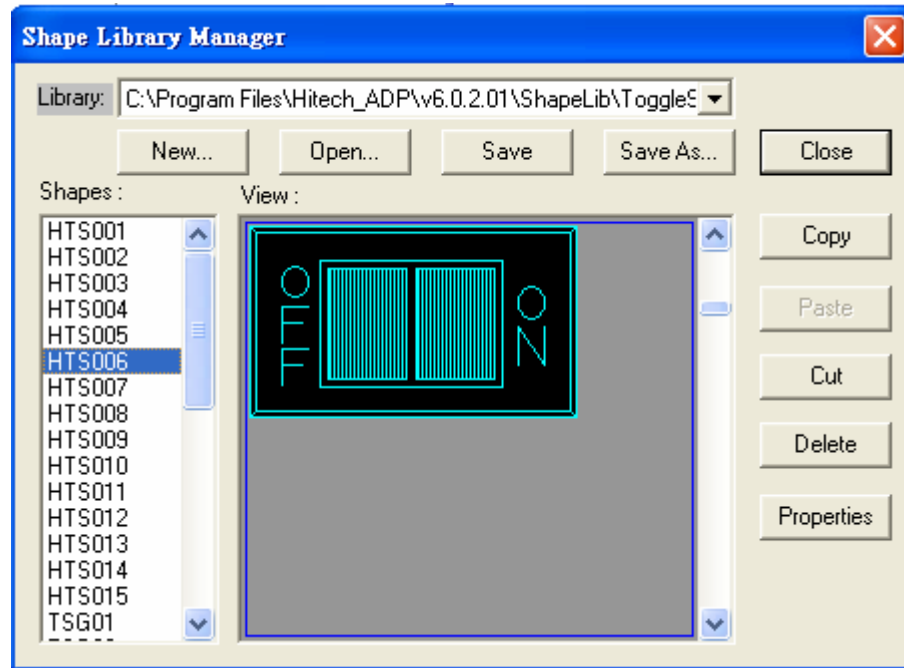 Shape Library Manager
Library: C:\Program Files\Hitech_ADP\v6.0.2.01\ShapeLib\ToggleS
New... Open... Save Save As... Close
Shapes : View :
HTS001
HTS002
HTS003
HTS004
HTS005
HTS006
HTS007
HTS008
HTS009
HTS010
HTS011
HTS012
HTS013
HTS014
HTS015
TSG01
OFF
ON
Copy
Paste
Cut
Delete
Properties